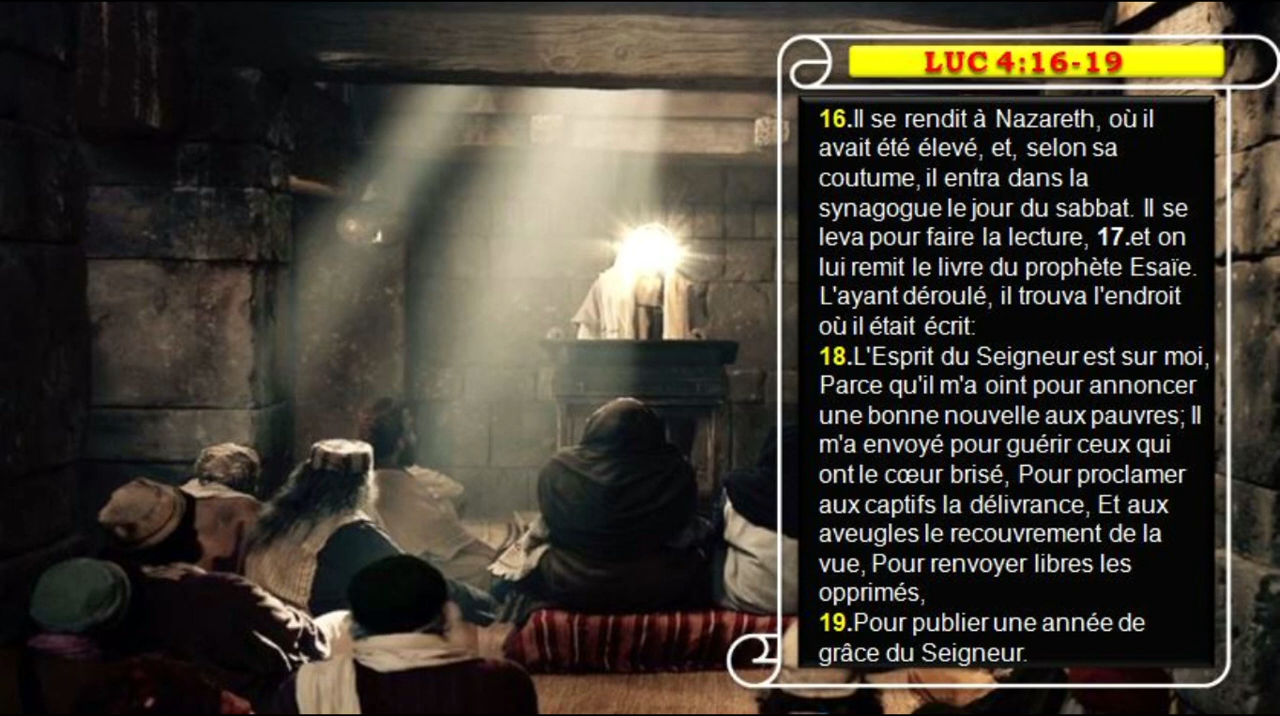 LUC 4:16-19
16.Il se rendit à Nazareth, où il
avait été élevé, et, selon sa
coutume, il entra dans la
synagogue le jour du sabbat. Il se
leva pour faire la lecture, 17.et on
lui remit le livre du prophète Esaïe.
L'ayant déroulé, il trouva l'endroit
où il était écrit:
18.L'Esprit du Seigneur est sur moi,
Parce qu'il m'a oint pour annoncer
une bonne nouvelle aux pauvres; Il
m'a envoyé pour guérir ceux qui
ont le cœur brisé, Pour proclamer
aux captifs la délivrance, Et aux
aveugles le recouvrement de la
vue, Pour renvoyer libres les
opprimés,
19.Pour publier une année de
grâce du Seigneur.